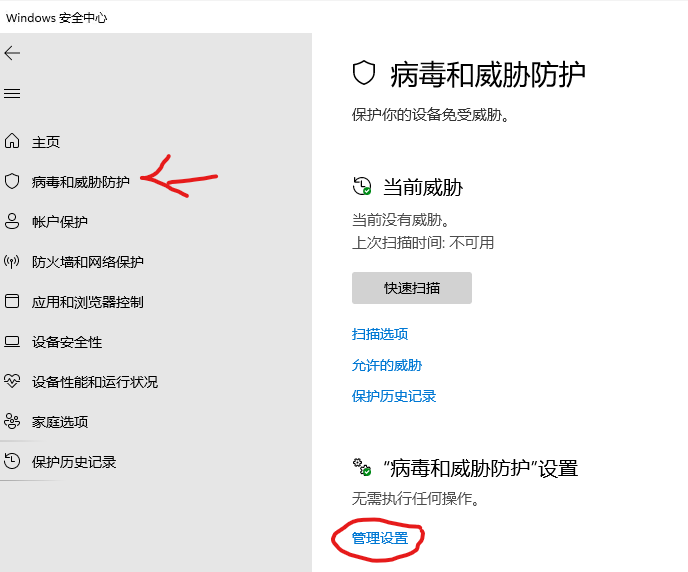 Windows 安全中心
主页
病毒和威胁防护
帐户保护
防火墙和网络保护
应用和浏览器控制
设备安全性
设备性能和运行状况
家庭选项
保护历史记录
病毒和威胁防护
保护你的设备免受威胁。
当前威胁
当前没有威胁。
上次扫描时间: 不可用
快速扫描
扫描选项
允许的威胁
保护历史记录
“病毒和威胁防护”设置
无需执行任何操作。
管理设置